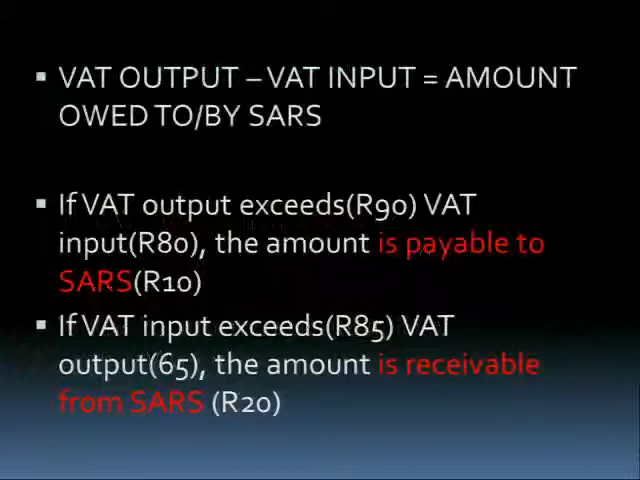 ▪ VAT OUTPUT – VAT INPUT = AMOUNT
OWED TO/BY SARS
▪ If VAT output exceeds(R90) VAT
input(R80), the amount is payable to
SARS(R10)
▪ If VAT input exceeds(R85) VAT
output(65), the amount is receivable
from SARS (R20)